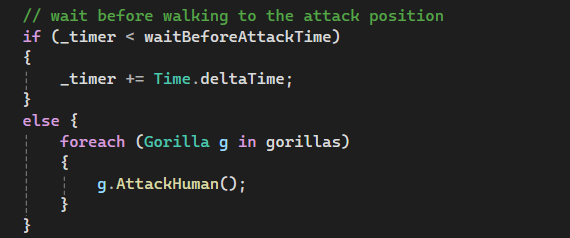 // wait before walking to the attack position
if (_timer < waitBeforeAttackTime)
{
    _timer += Time.deltaTime;
}
else {
    foreach (Gorilla g in gorillas)
    {
        g.AttackHuman();
    }
}